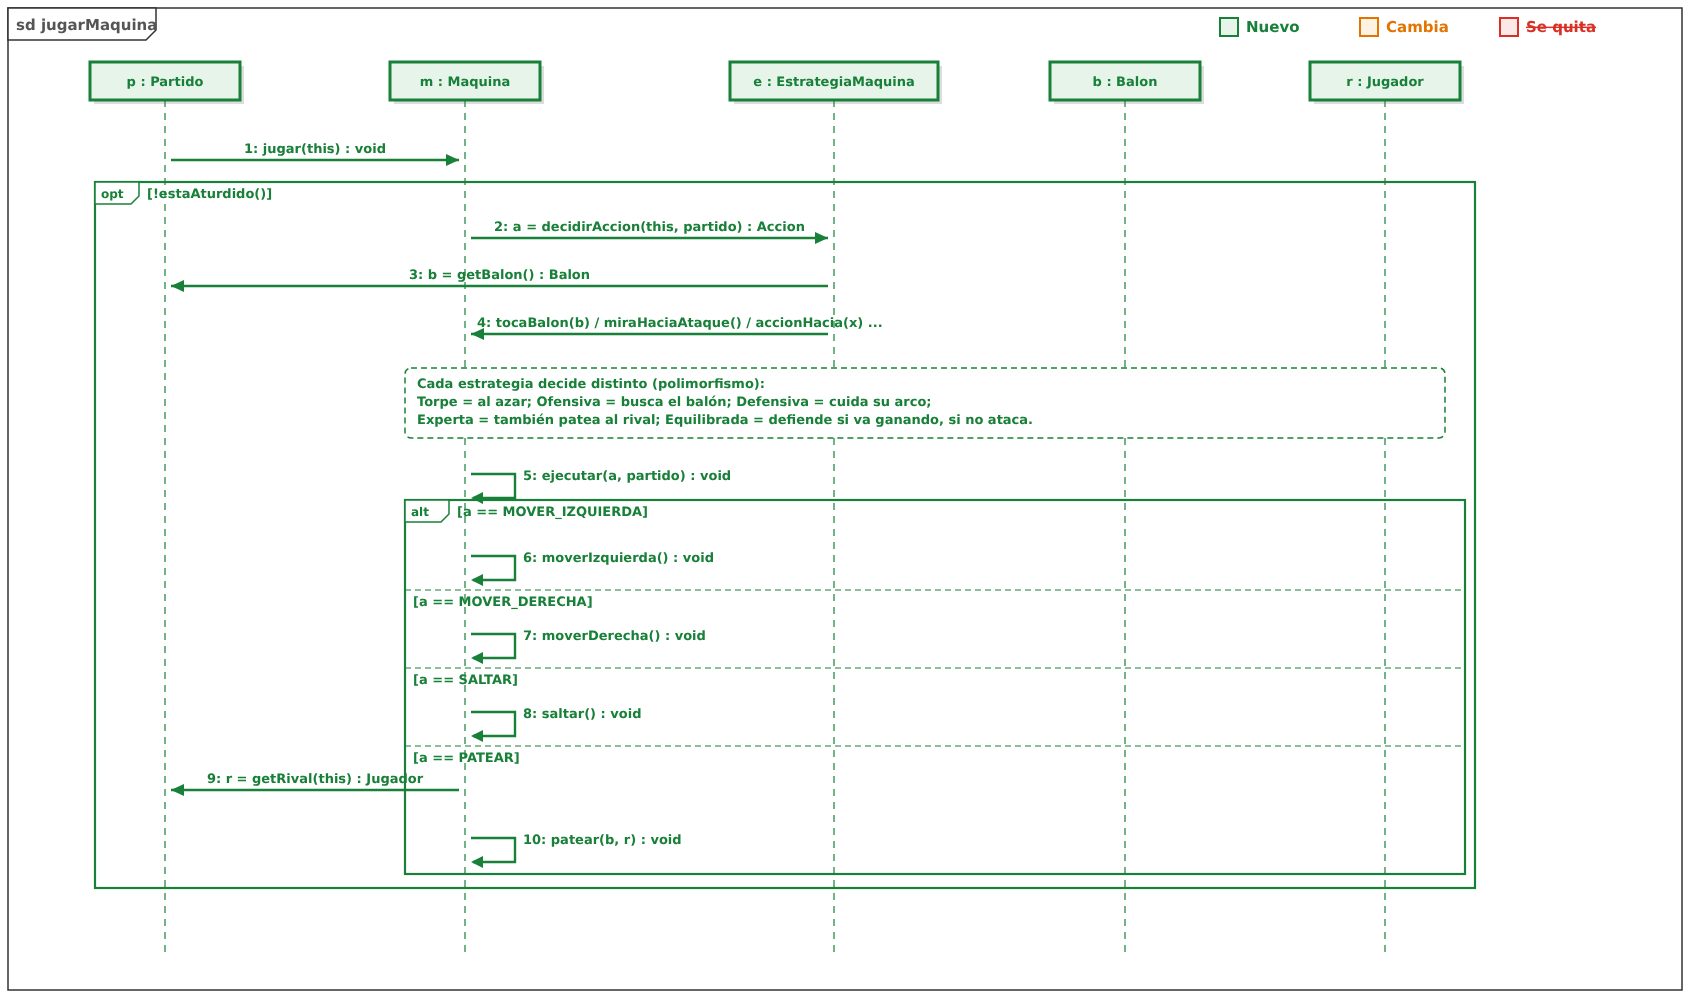 sd jugarMaquina
Nuevo
Cambia
Se quita
p : Partido
m : Maquina
e : EstrategiaMaquina
b : Balon
r : Jugador
1: jugar(this) : void
opt
[!estaAturdido()]
2: a = decidirAccion(this, partido) : Accion
3: b = getBalon() : Balon
4: tocaBalon(b) / miraHaciaAtaque() / accionHacia(x) ...
Cada estrategia decide distinto (polimorfismo):
Torpe = al azar; Ofensiva = busca el balón; Defensiva = cuida su arco;
Experta = también patea al rival; Equilibrada = defiende si va ganando, si no ataca.
5: ejecutar(a, partido) : void
alt
[a == MOVER_IZQUIERDA]
6: moverIzquierda() : void
[a == MOVER_DERECHA]
7: moverDerecha() : void
[a == SALTAR]
8: saltar() : void
[a == PATEAR]
9: r = getRival(this) : Jugador
10: patear(b, r) : void